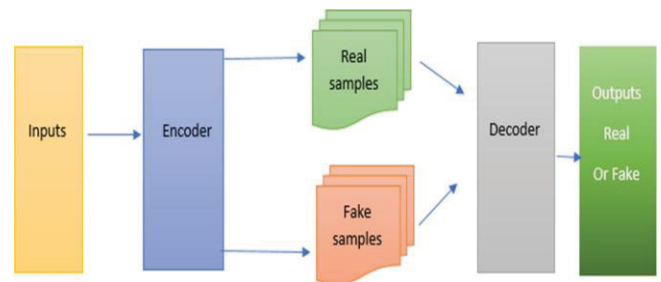 Inputs
Encoder
Real
samples
Fake
samples
Decoder
Outputs
Real
Or Fake